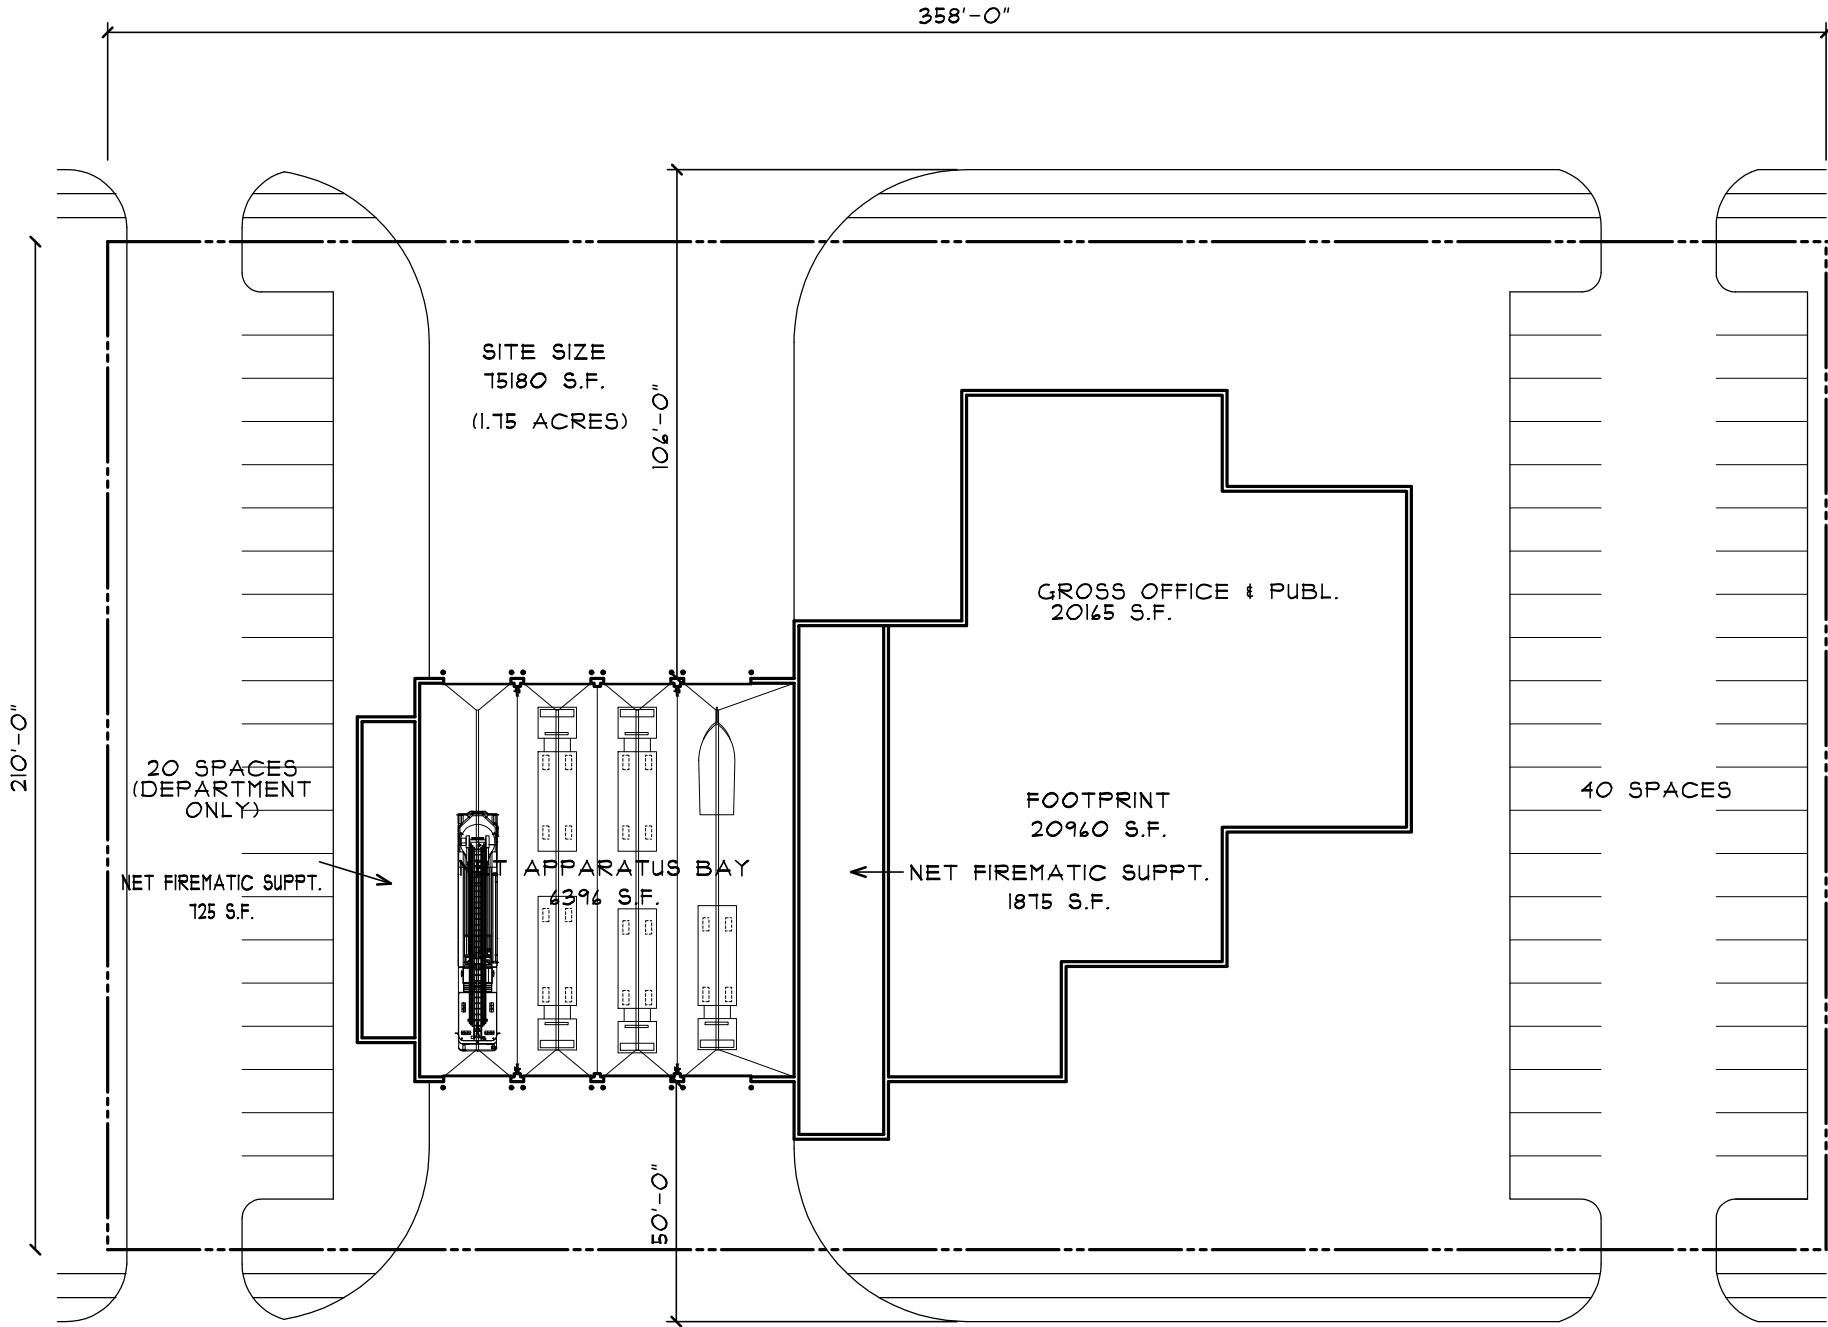 358'-0"
SITE SIZE
75180 S.F.
(1.75 ACRES)
106'-0"
GROSS OFFICE & PUBL.
20165 S.F.
210'-0"
20 SPACES
(DEPARTMENT
ONLY)
40 SPACES
FOOTPRINT
20960 S.F.
NET APPARATUS BAY
6396 S.F.
NET FIREMATIC SUPPT.
1875 S.F.
NET FIREMATIC SUPPT.
725 S.F.
50'-0"